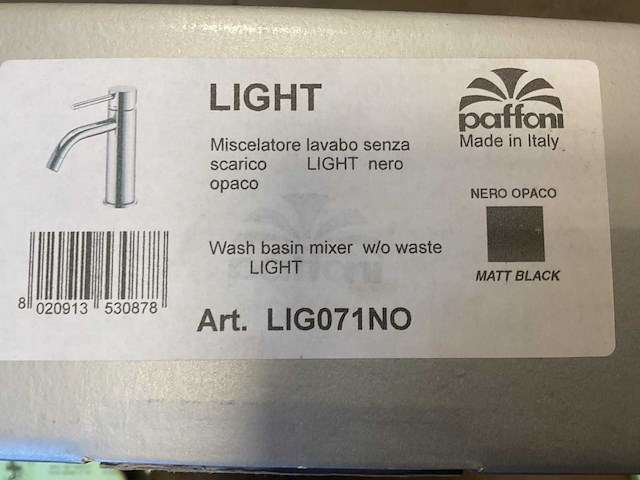 LIGHT
paffoni
Made in Italy
Miscelatore lavabo senza
scarico LIGHT nero
opaco
NERO OPACO
Wash basin mixer w/o waste
LIGHT
MATT BLACK
8 020913 530878
Art. LIG071NO
paffoni